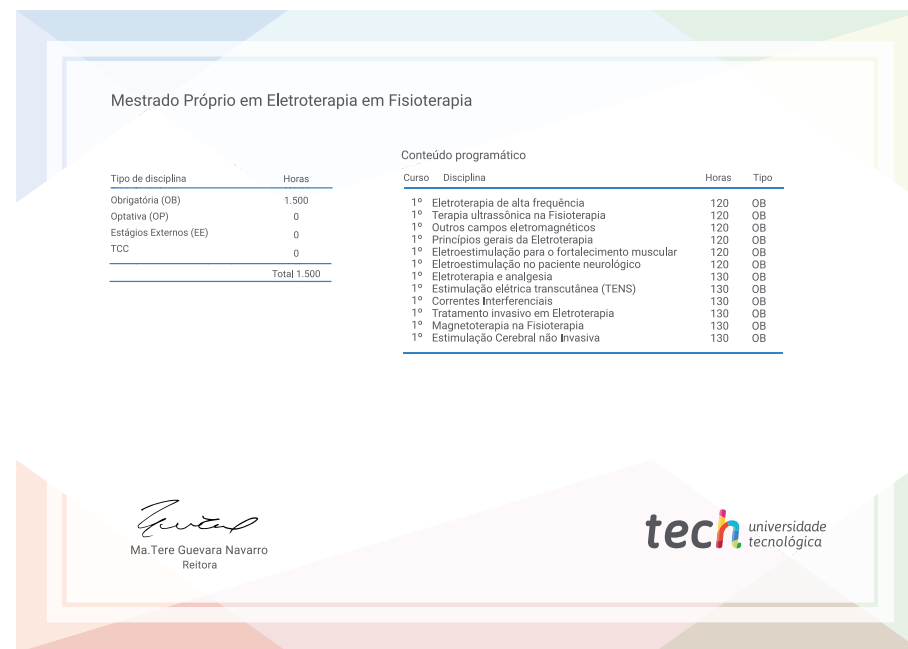 Mestrado Próprio em Eletroterapia em Fisioterapia
Tipo de disciplina Horas
Obrigatória (OB) 1.500
Optativa (OP) 0
Estágios Externos (EE) 0
TCC 0
Total 1.500
Conteúdo programático
Curso Disciplina Horas Tipo
1º Eletroterapia de alta frequência 120 OB
1º Terapia ultrassônica na Fisioterapia 120 OB
1º Outros campos eletromagnéticos 120 OB
1º Princípios gerais da Eletroterapia 120 OB
1º Eletroestimulação para o fortalecimento muscular 120 OB
1º Eletroestimulação no paciente neurológico 120 OB
1º Eletroterapia e analgesia 130 OB
1º Estimulação elétrica transcutânea (TENS) 130 OB
1º Correntes Interferenciais 130 OB
1º Tratamento invasivo em Eletroterapia 130 OB
1º Magnetoterapia na Fisioterapia 130 OB
1º Estimulação Cerebral não Invasiva 130 OB
Ma.Tere Guevara Navarro
Reitora
tech universidade
tecnológica